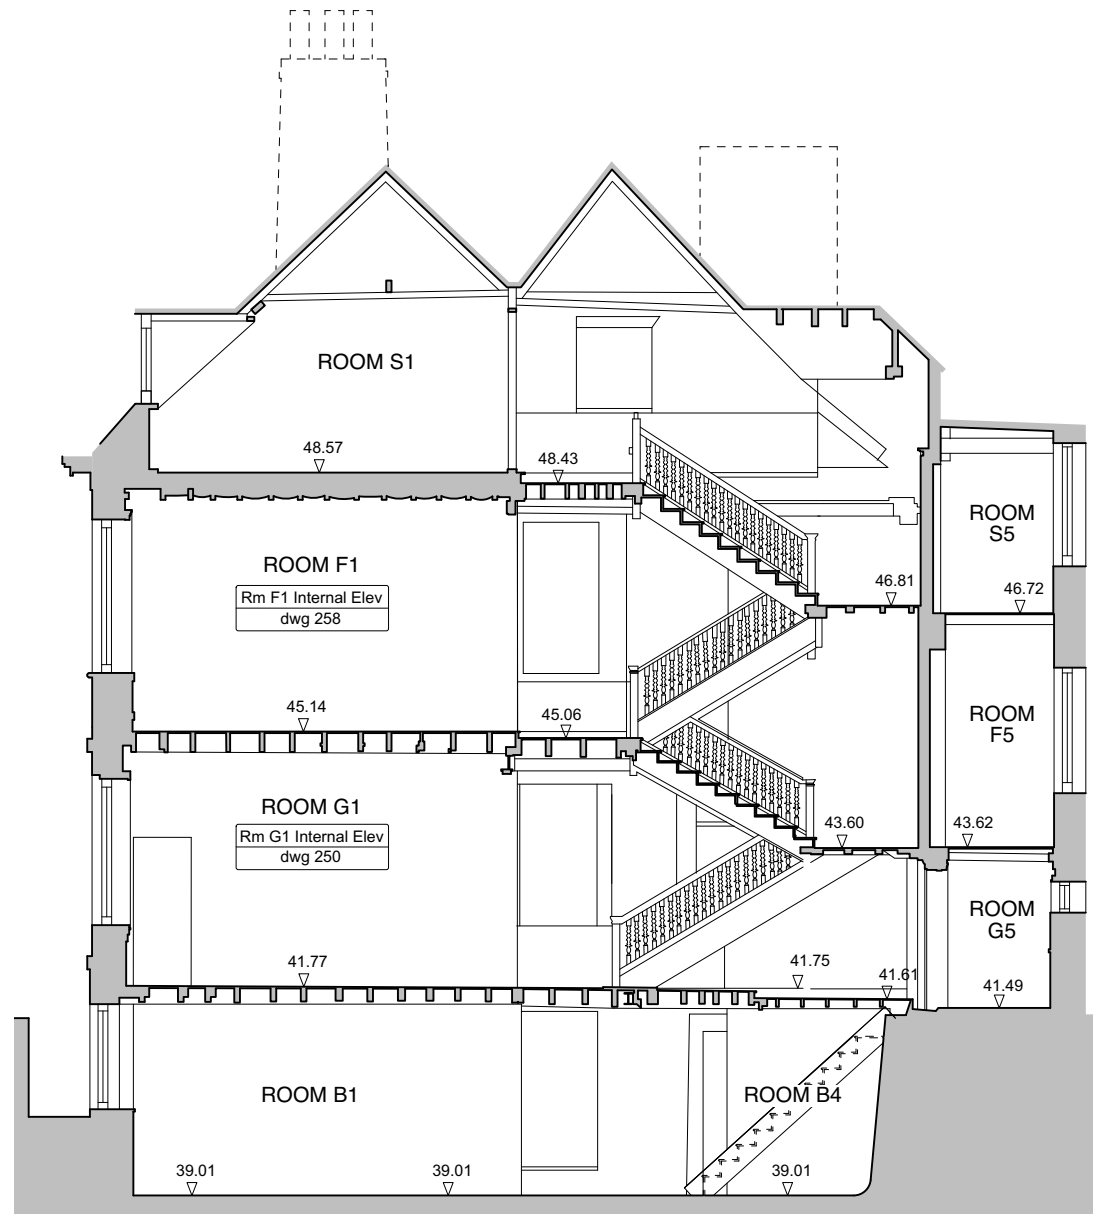 ROOM S1
48.57
48.43
ROOM
S5
ROOM F1
Rm F1 Internal Elev
dwg 258
46.81
46.72
45.14
45.06
ROOM
F5
ROOM G1
Rm G1 Internal Elev
dwg 250
43.60
43.62
ROOM
G5
41.77
41.75
41.61
41.49
ROOM B1
ROOM B4
39.01
39.01
39.01